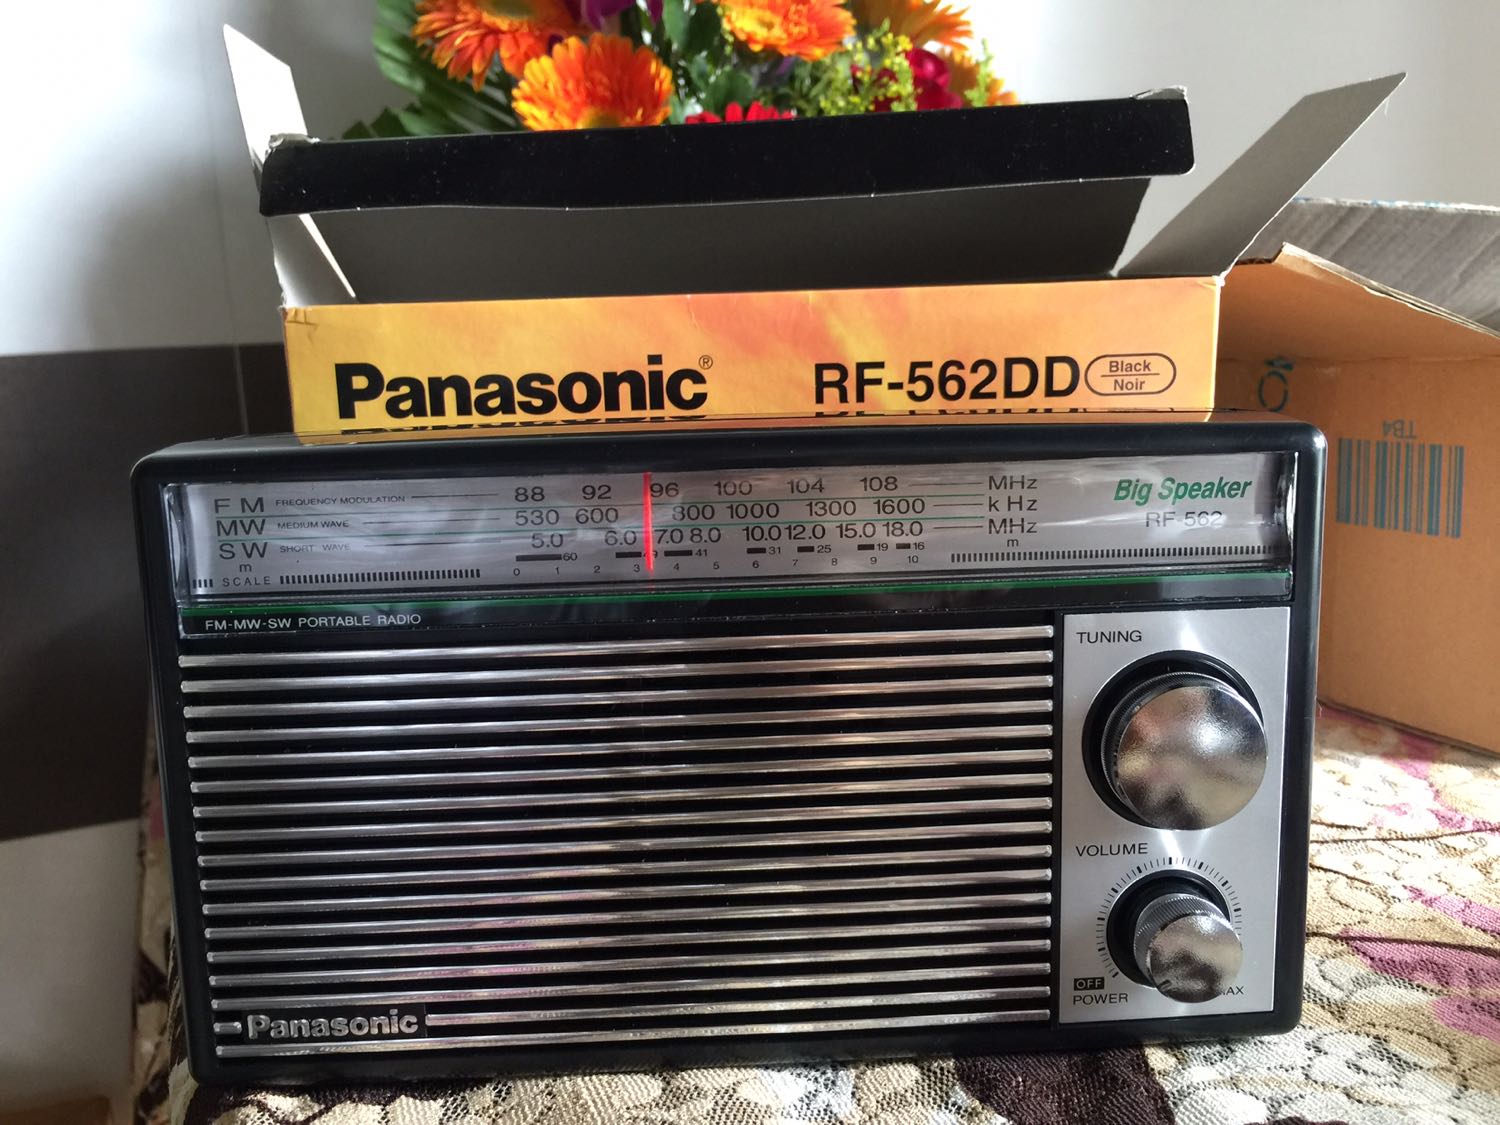 Panasonic® RF-562DD Black Noir
TB4
FM FREQUENCY MODULATION 88 92 96 100 104 108 MHz
MW MEDIUM WAVE 530 600 800 1000 1300 1600 kHz
SW SHORT WAVE 5.0 6.0 7.0 8.0 10.0 12.0 15.0 18.0 MHz
m 60 49 41 31 25 19 16 m
SCALE 0 1 2 3 4 5 6 7 8 9 10
Big Speaker
RF-562
FM-MW-SW PORTABLE RADIO
TUNING
VOLUME
OFF
POWER
Panasonic